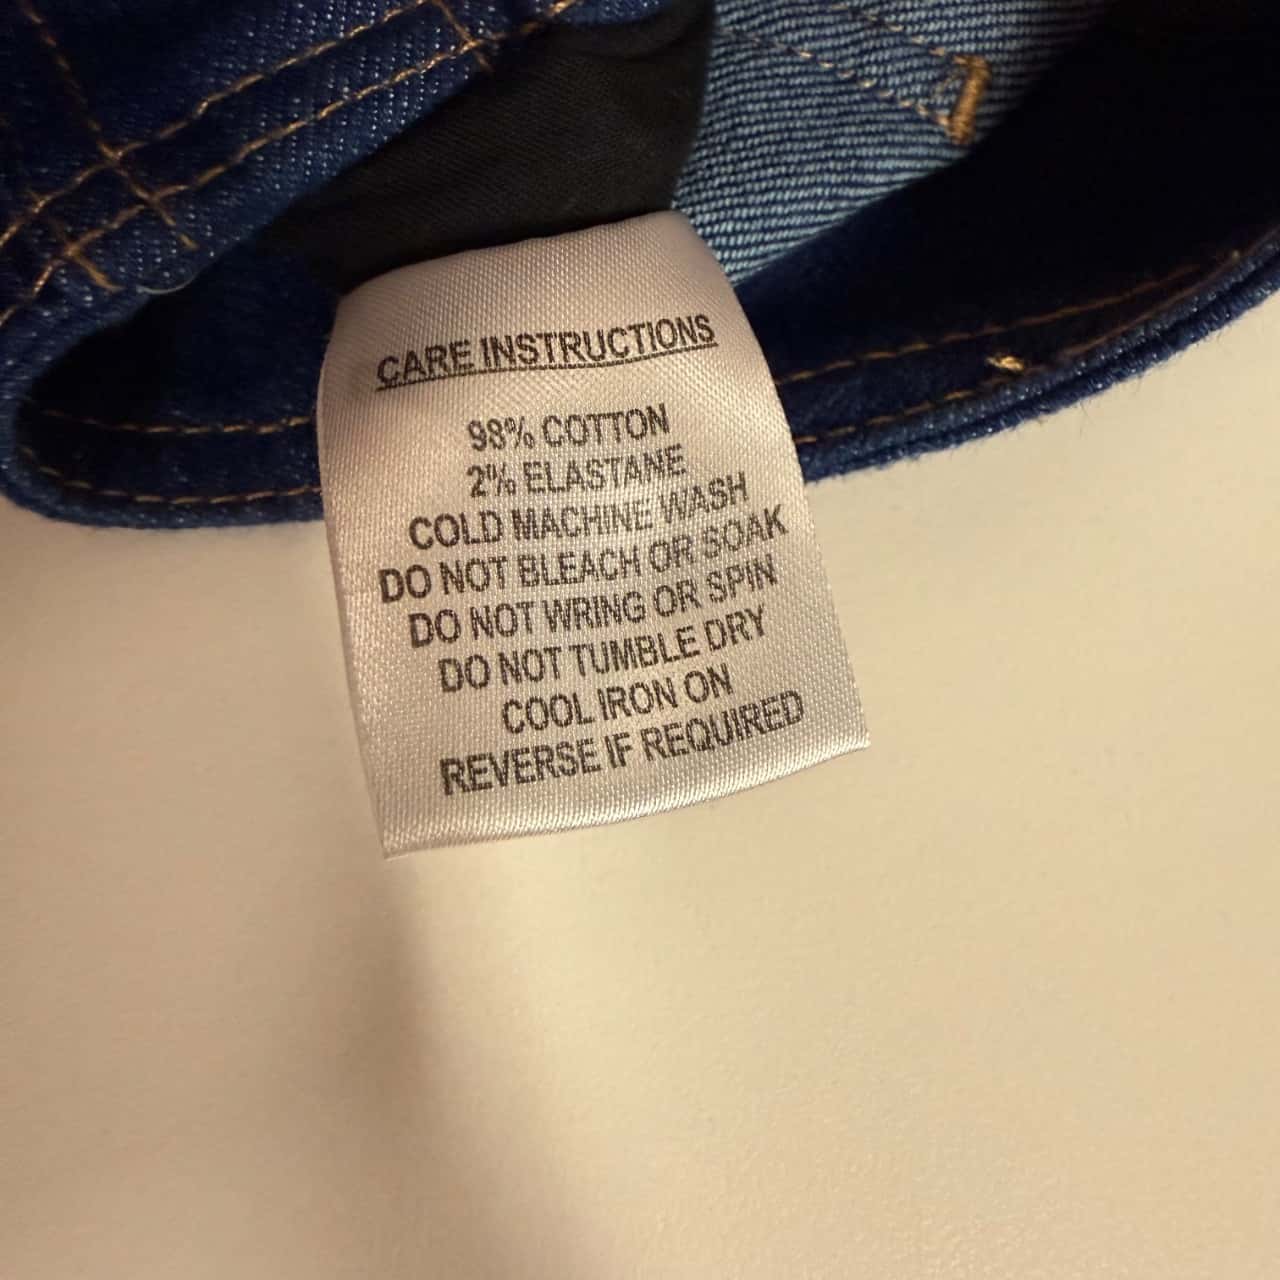 CARE INSTRUCTIONS
98% COTTON
2% ELASTANE
COLD MACHINE WASH
DO NOT BLEACH OR SOAK
DO NOT WRING OR SPIN
DO NOT TUMBLE DRY
COOL IRON ON
REVERSE IF REQUIRED